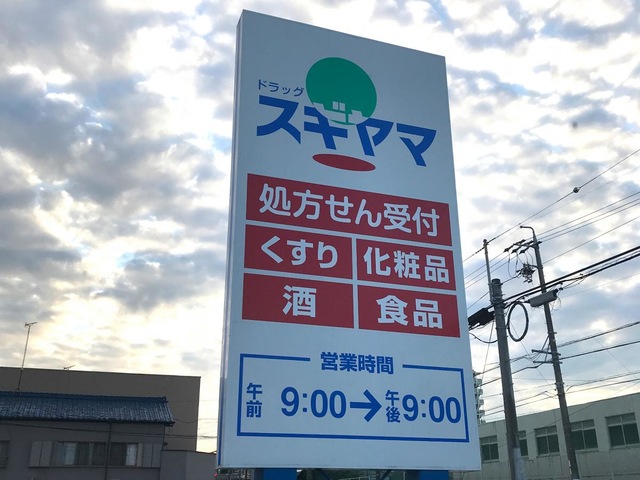 ドラッグ
スギヤマ
処方せん受付
くすり 化粧品
酒 食品
営業時間
午前 9:00→午後 9:00